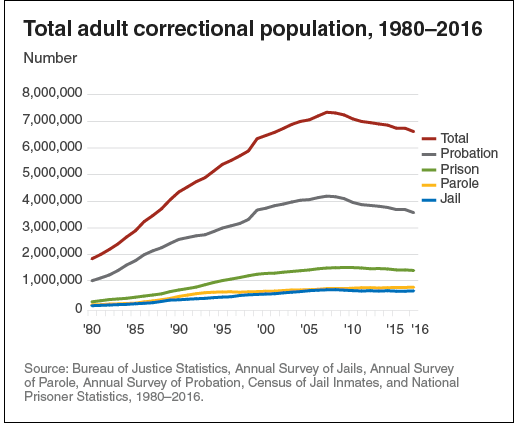 Total adult correctional population, 1980–2016
Number
8,000,000
7,000,000
6,000,000
5,000,000
4,000,000
3,000,000
2,000,000
1,000,000
0
Total
Probation
Prison
Parole
Jail
'80 '85 '90 '95 '00 '05 '10 '15 '16
Source: Bureau of Justice Statistics, Annual Survey of Jails, Annual Survey
of Parole, Annual Survey of Probation, Census of Jail Inmates, and National
Prisoner Statistics, 1980–2016.